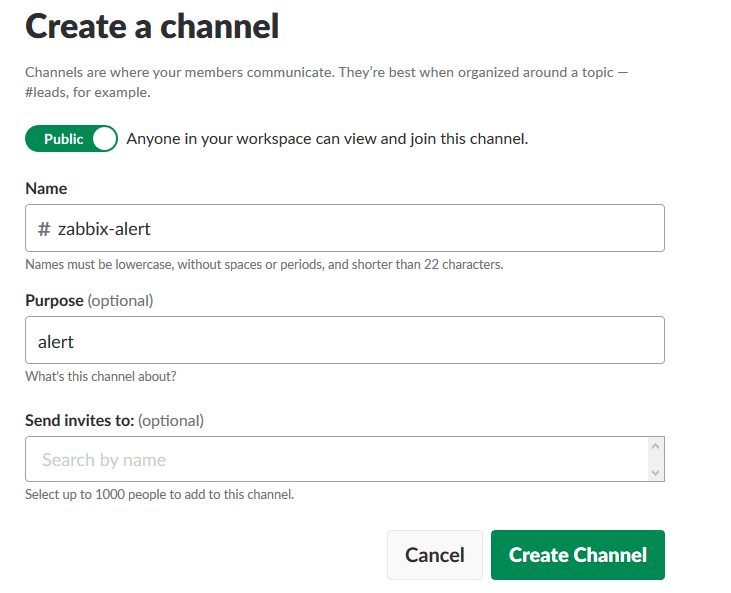 Create a channel
Channels are where your members communicate. They're best when organized around a topic —
#leads, for example.
Public Anyone in your workspace can view and join this channel.
Name
# zabbix-alert
Names must be lowercase, without spaces or periods, and shorter than 22 characters.
Purpose (optional)
alert
What's this channel about?
Send invites to: (optional)
Search by name
Select up to 1000 people to add to this channel.
Cancel Create Channel